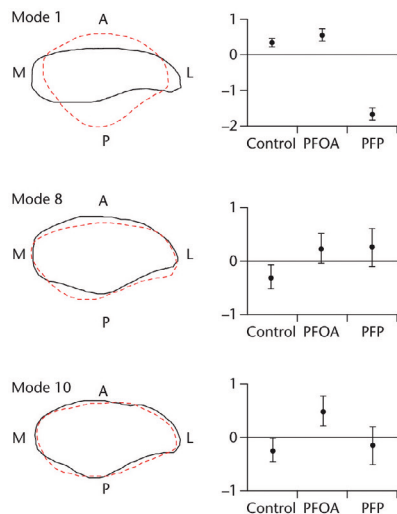 Mode 1
A
M
L
P
1
0
–1
–2
Control PFOA PFP
Mode 8
A
M
L
P
1
0
–1
Control PFOA PFP
Mode 10
A
M
L
P
1
0
–1
Control PFOA PFP